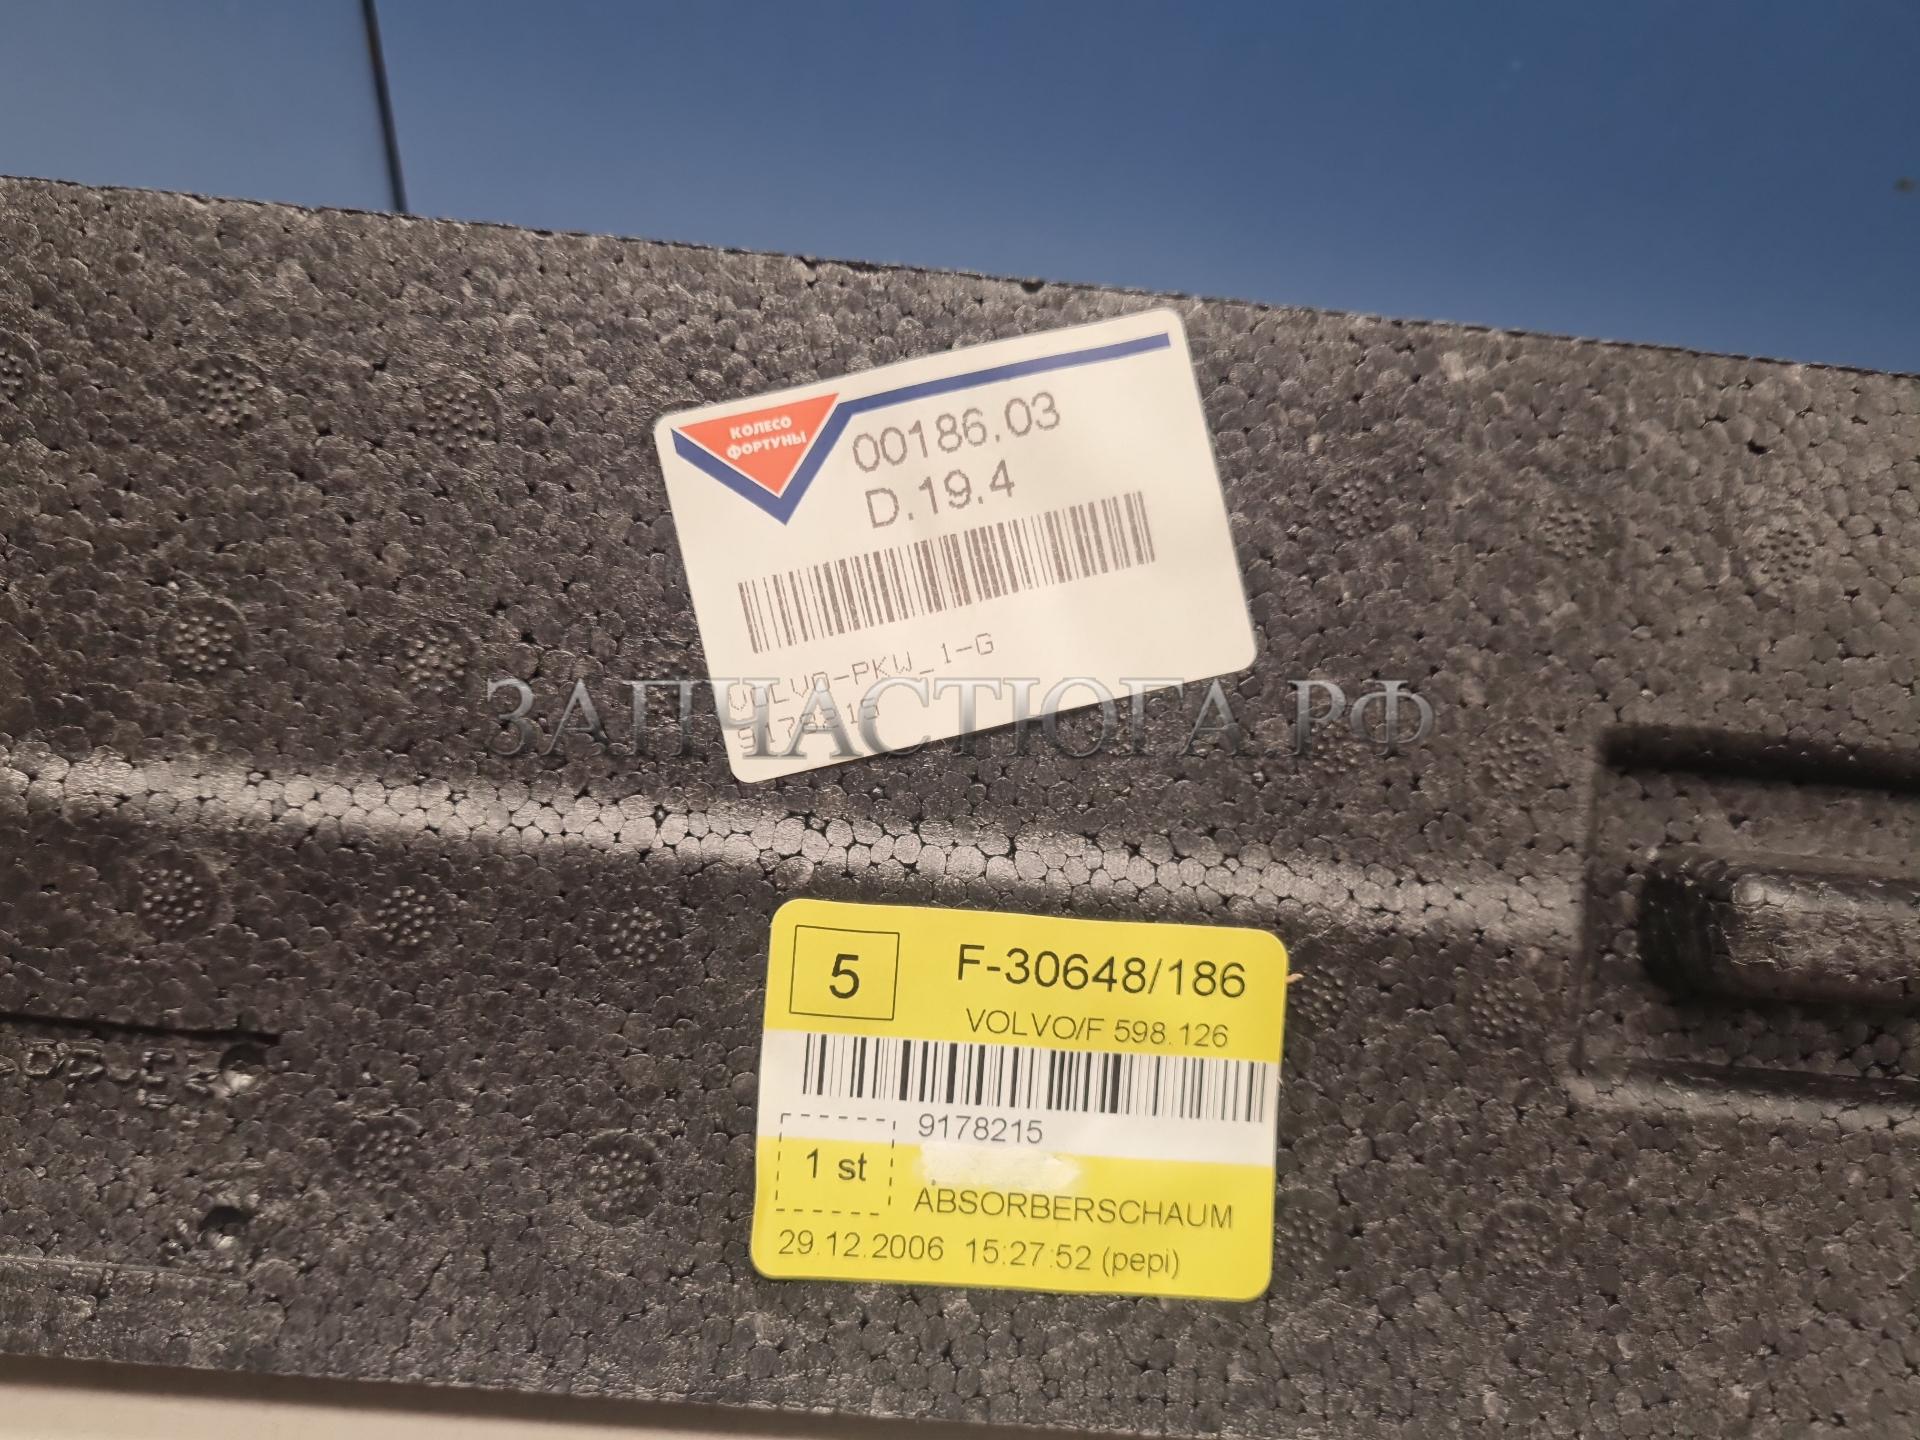 КОЛЕСО
ФОРТУНЫ
00186.03
D.19.4
VOLVO-PKW_1-G
9178215
ЗАПЧАСТЮГА.РФ
5
F-30648/186
VOLVO/F 598.126
9178215
1 st
ABSORBERSCHAUM
29.12.2006 15:27:52 (pepi)